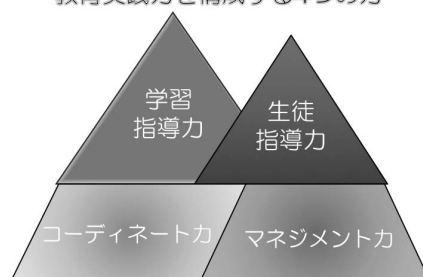 教育実践力を構成する4つの力
学習
指導力
生徒
指導力
コーディネート力
マネジメント力